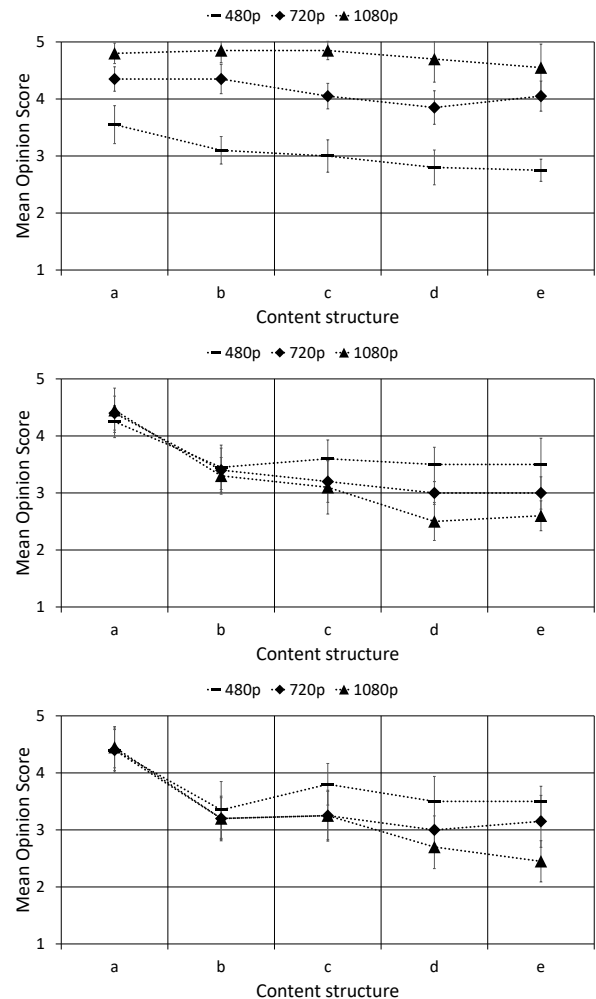 480p 720p 1080p
5
4
3
2
1
Mean Opinion Score
a b c d e
Content structure
480p 720p 1080p
5
4
3
2
1
Mean Opinion Score
a b c d e
Content structure
480p 720p 1080p
5
4
3
2
1
Mean Opinion Score
a b c d e
Content structure